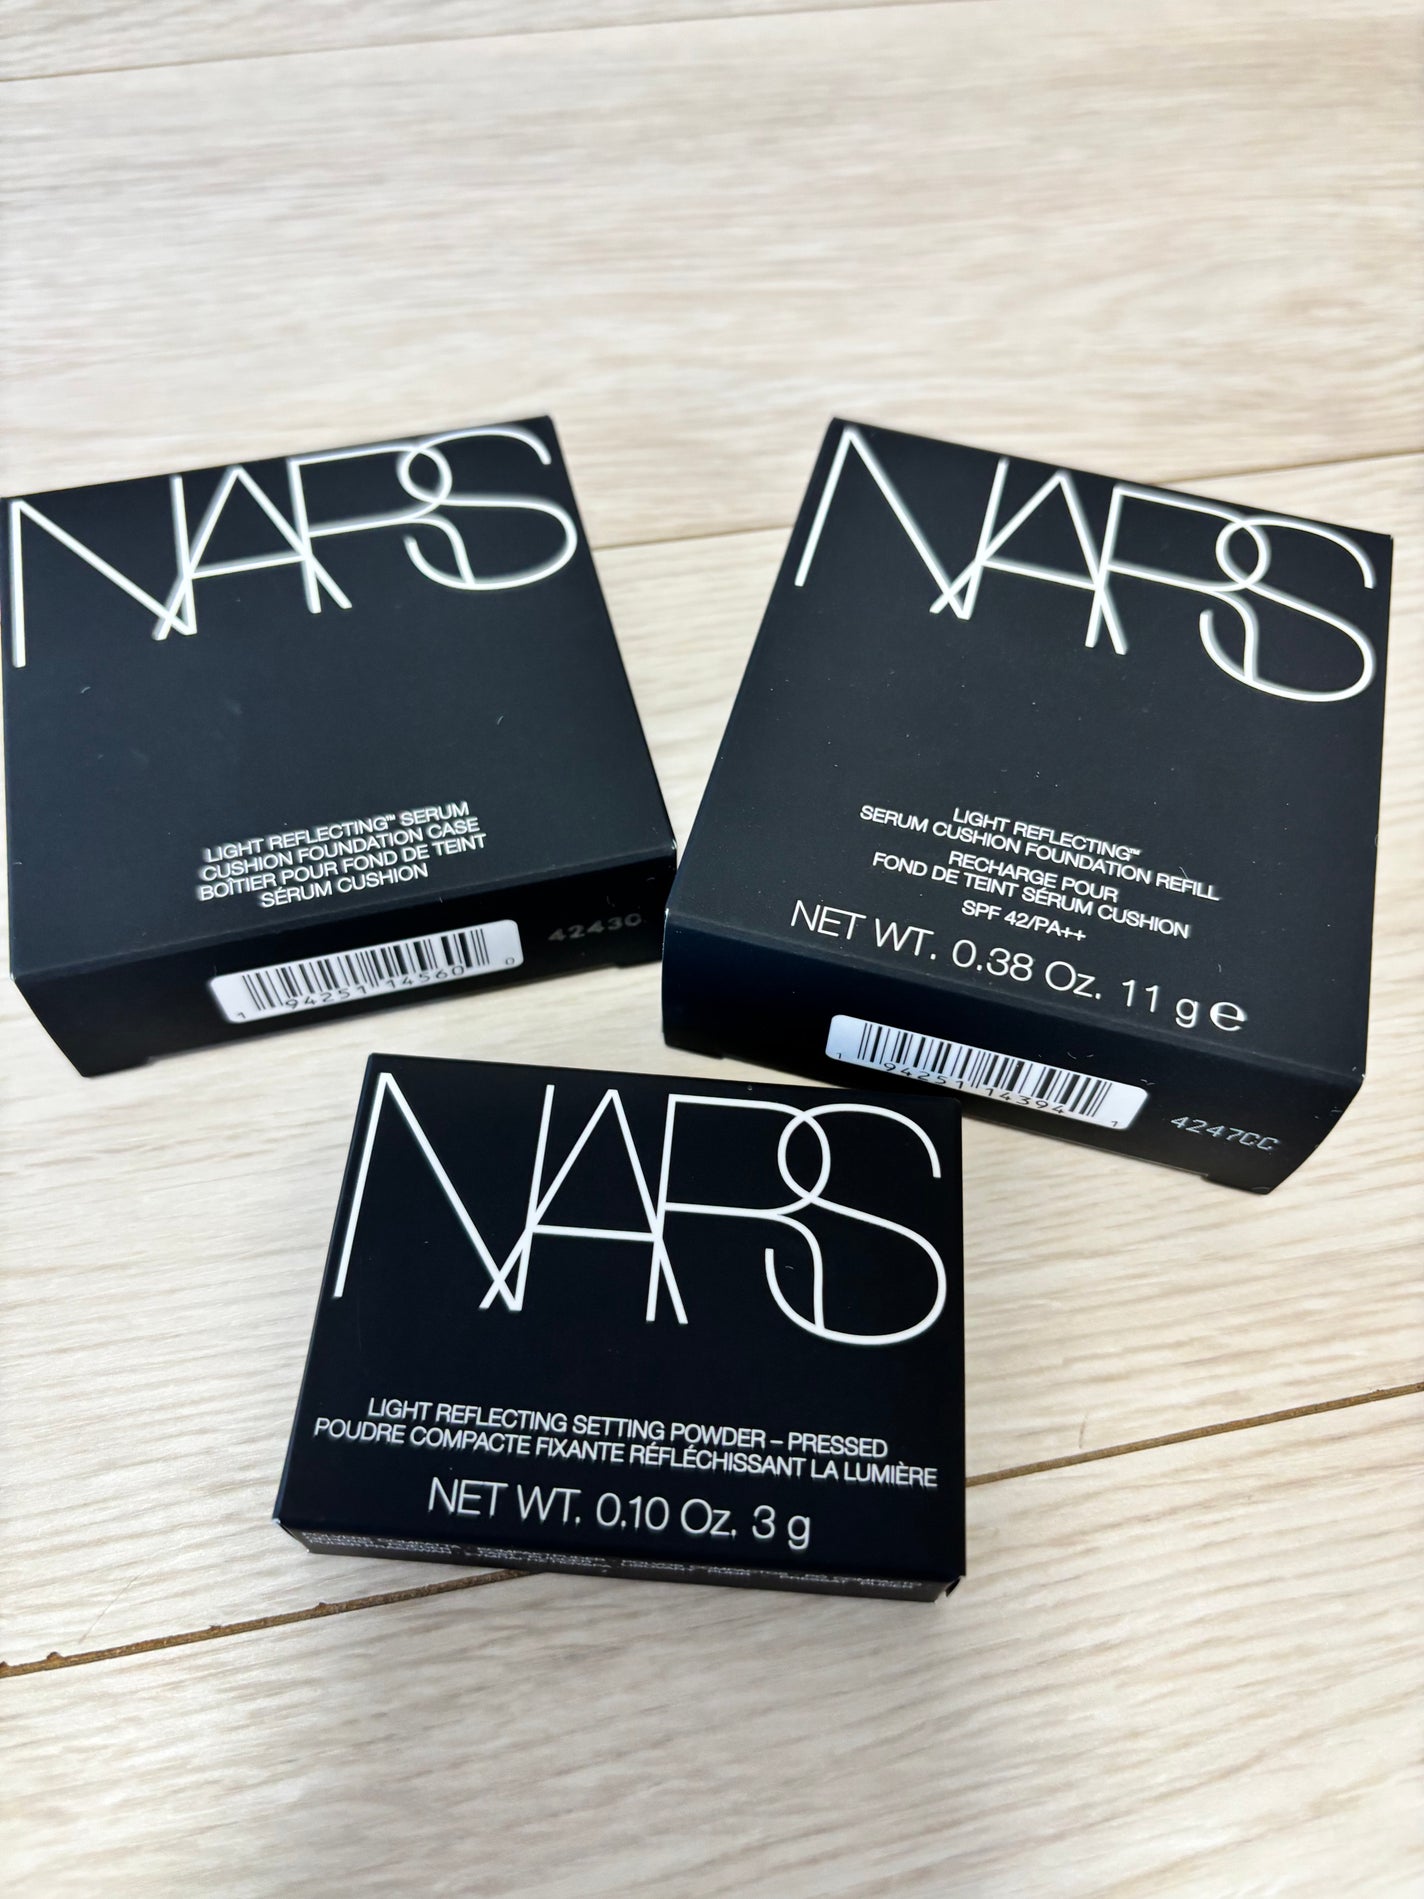 NARS
LIGHT REFLECTING™ SERUM
CUSHION FOUNDATION CASE
BOÎTIER POUR FOND DE TEINT
SÉRUM CUSHION
1 94251 14560 0
NARS
LIGHT REFLECTING™
SERUM CUSHION FOUNDATION REFILL
RECHARGE POUR
FOND DE TEINT SÉRUM CUSHION
SPF 42/PA++
NET WT. 0.38 Oz. 11 g e
1 94251 14394 1
4247CC
NARS
LIGHT REFLECTING SETTING POWDER – PRESSED
POUDRE COMPACTE FIXANTE RÉFLÉCHISSANT LA LUMIÈRE
NET WT. 0.10 Oz. 3 g